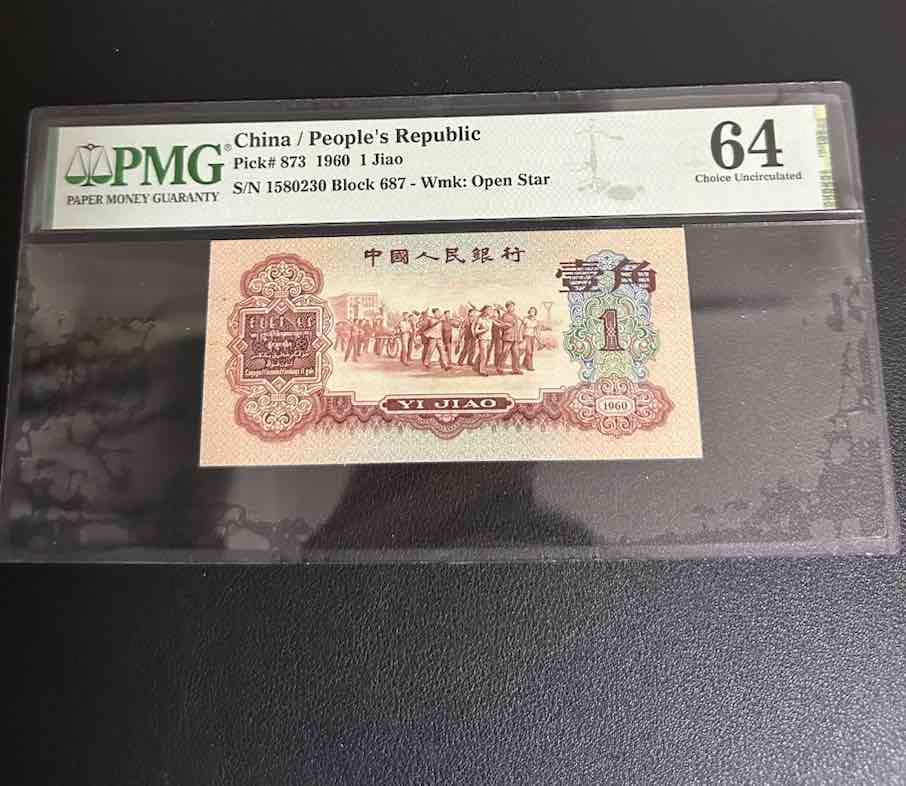 PMG®
PAPER MONEY GUARANTY
China / People's Republic
Pick# 873 1960 1 Jiao
S/N 1580230 Block 687 - Wmk: Open Star
64
Choice Uncirculated
中國人民銀行
壹角
1
YI JIAO
1960